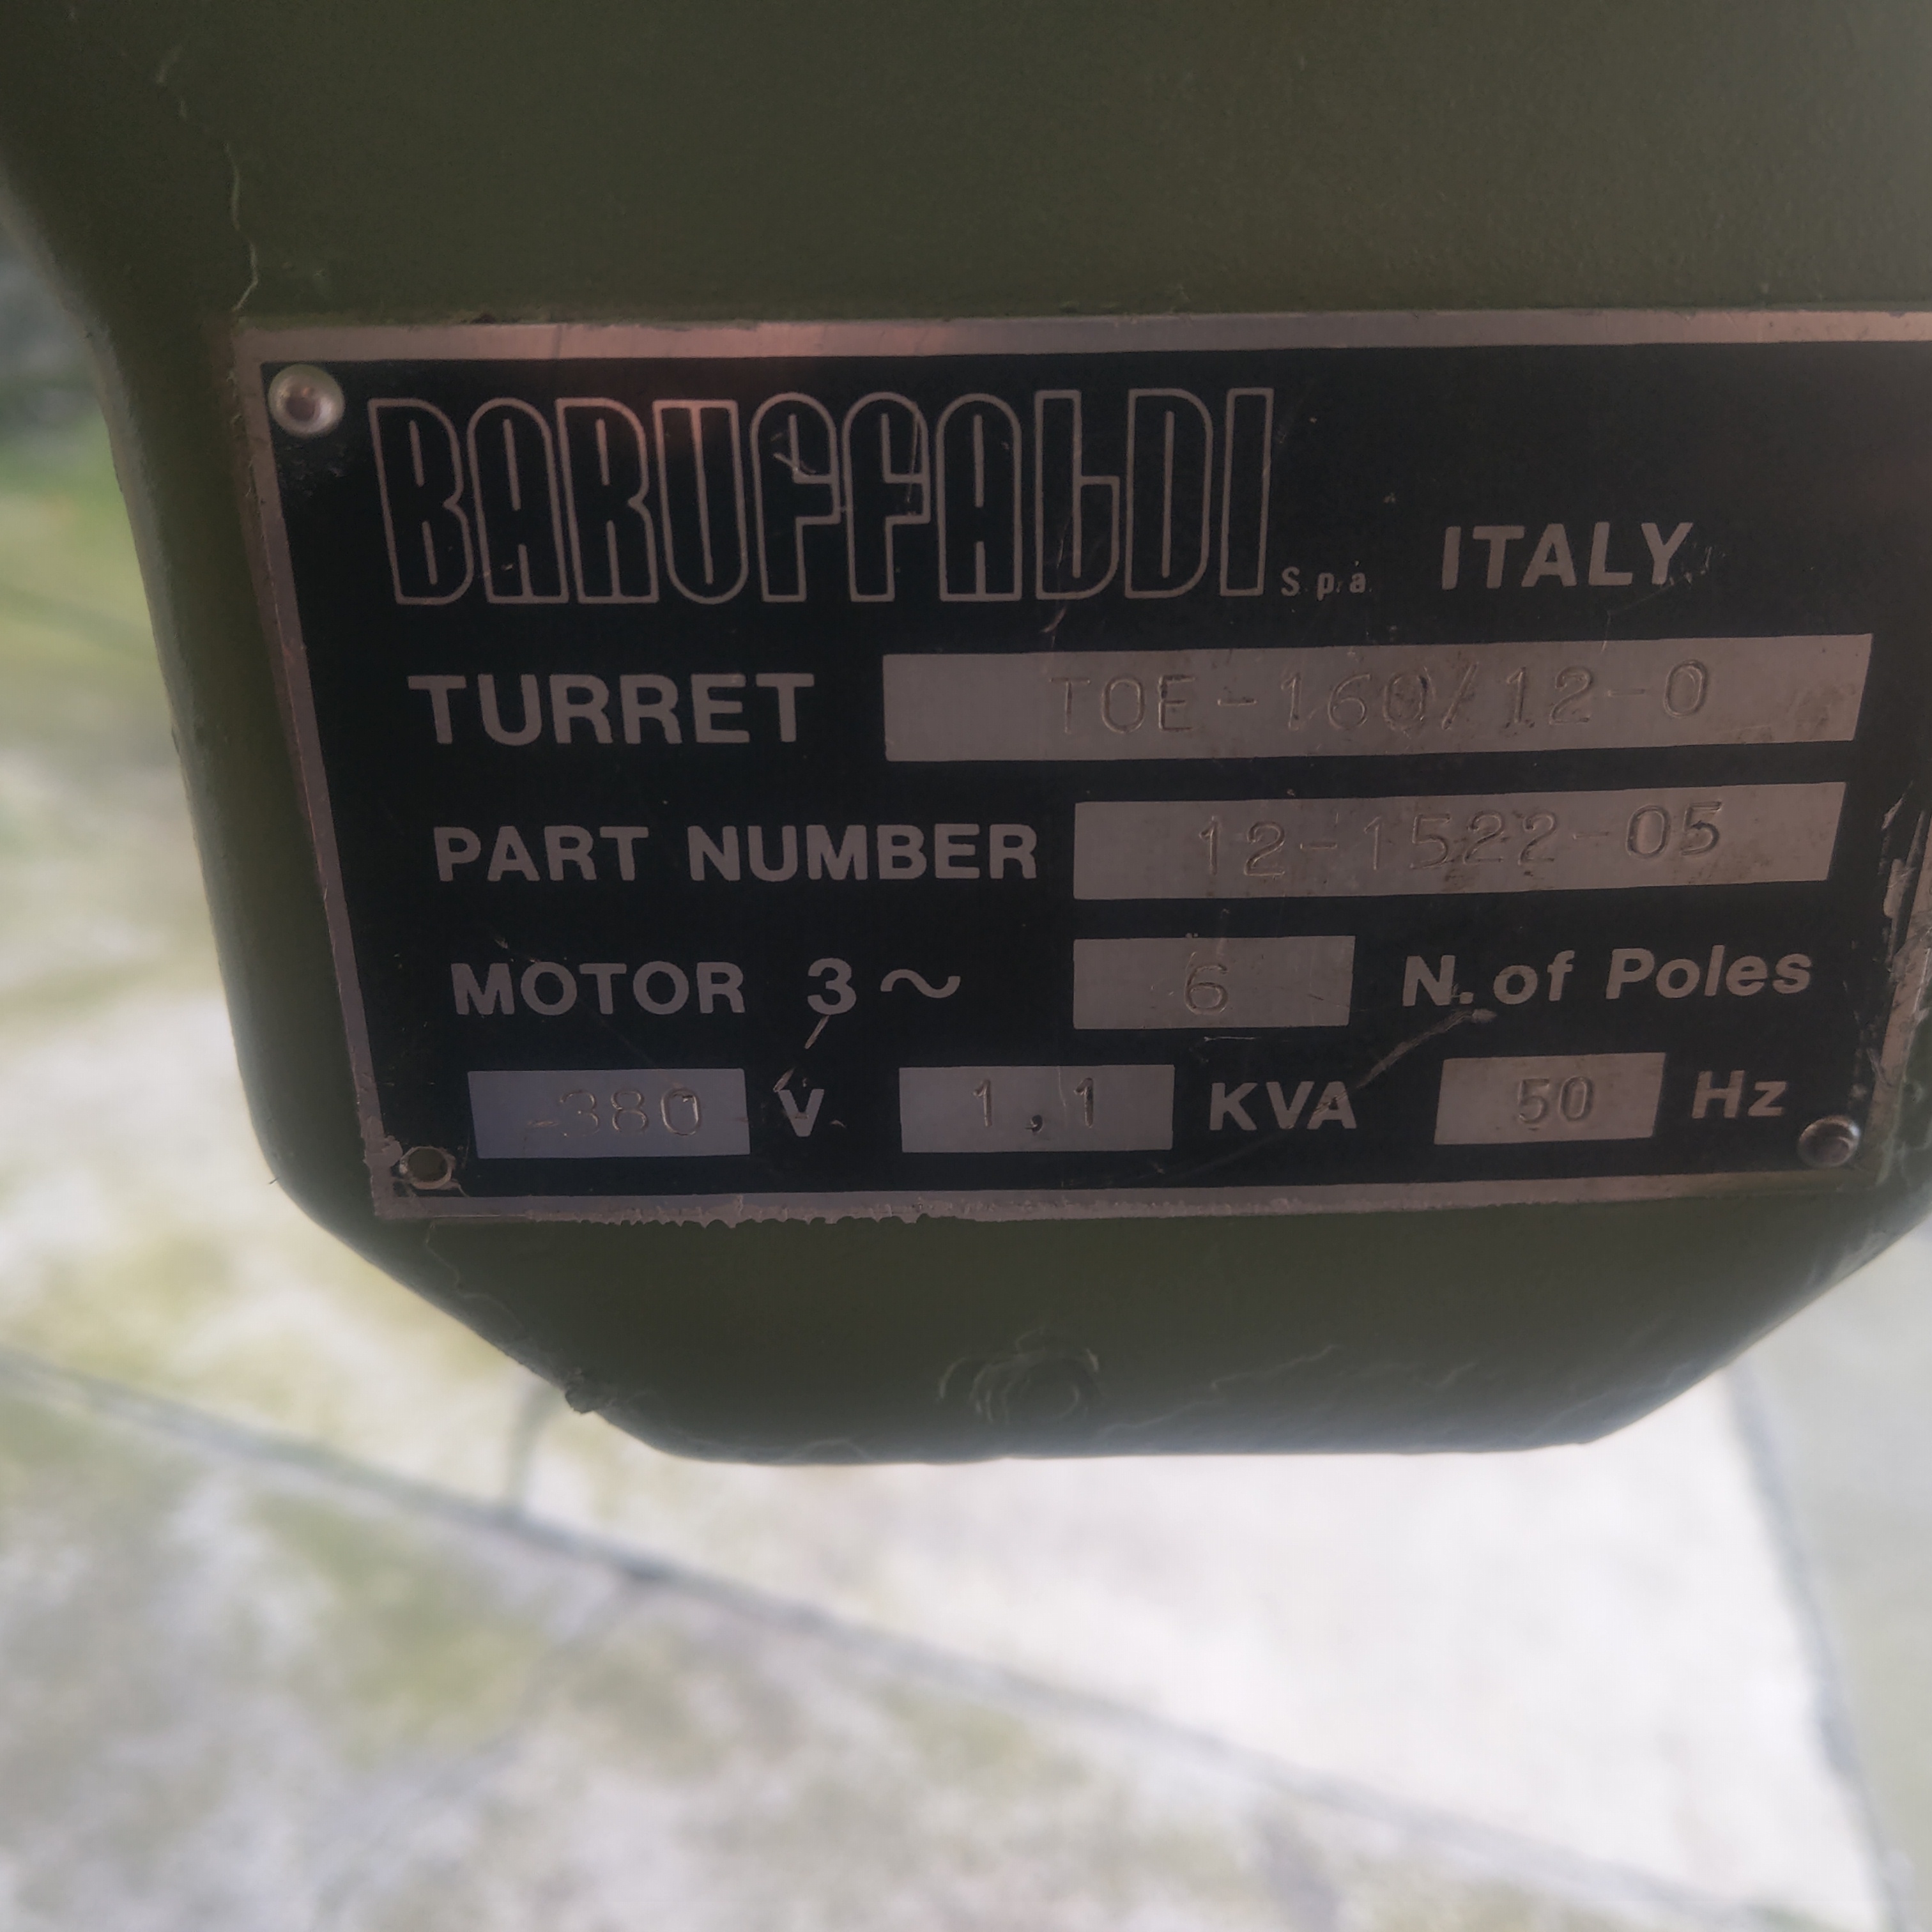 BARUFFALDI S.p.a. ITALY
TURRET TOE-160/12-0
PART NUMBER 12-1522-05
MOTOR 3~ 6 N. of Poles
380 V 1,1 KVA 50 Hz